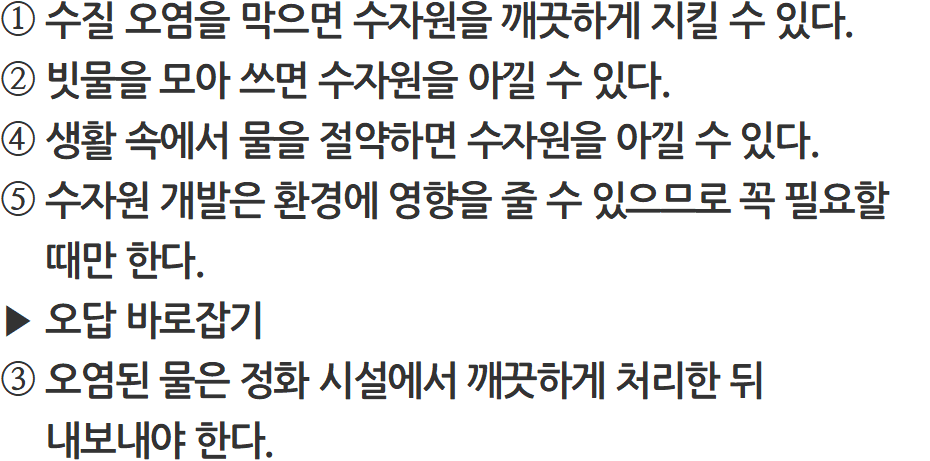 ① 수질 오염을 막으면 수자원을 깨끗하게 지킬 수 있다.
② 빗물을 모아 쓰면 수자원을 아낄 수 있다.
④ 생활 속에서 물을 절약하면 수자원을 아낄 수 있다.
⑤ 수자원 개발은 환경에 영향을 줄 수 있으므로 꼭 필요할
때만 한다.
▶ 오답 바로잡기
③ 오염된 물은 정화 시설에서 깨끗하게 처리한 뒤
내보내야 한다.